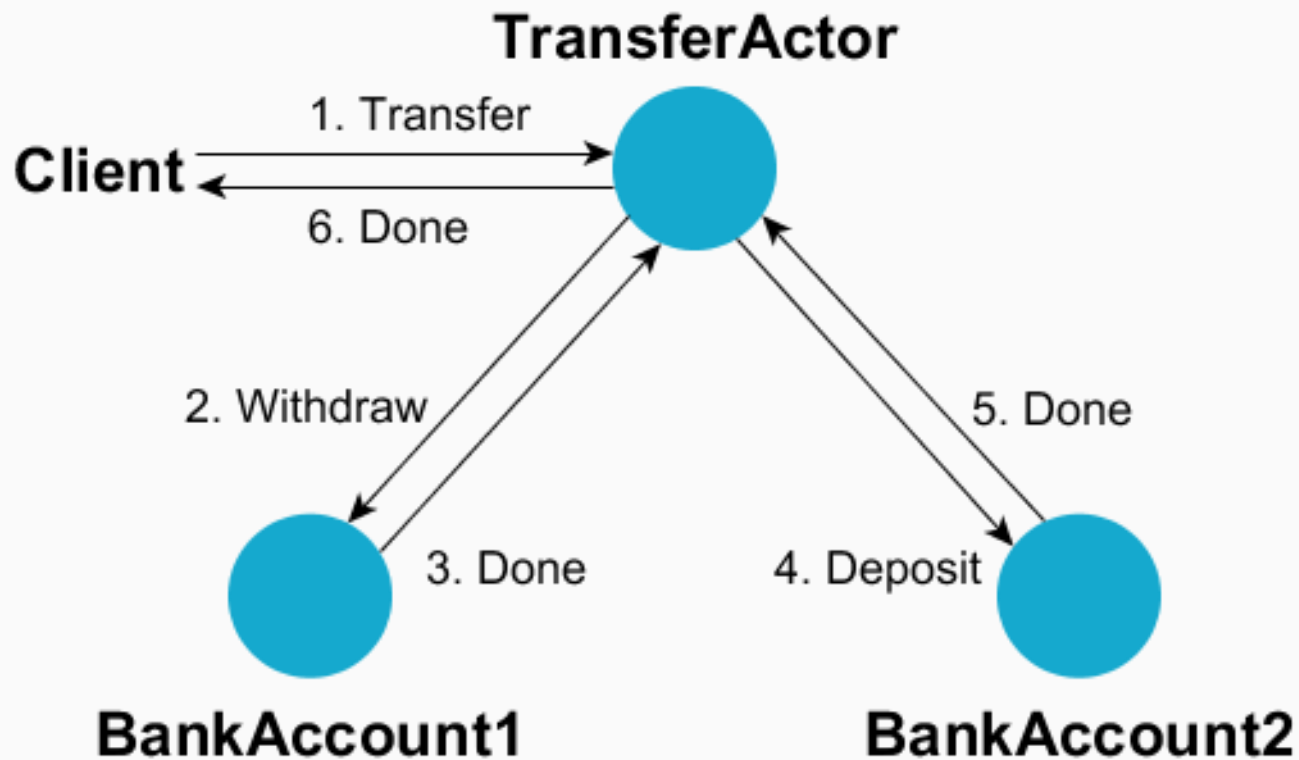 TransferActor
1. Transfer
Client
6. Done
2. Withdraw
5. Done
3. Done
4. Deposit
BankAccount1
BankAccount2